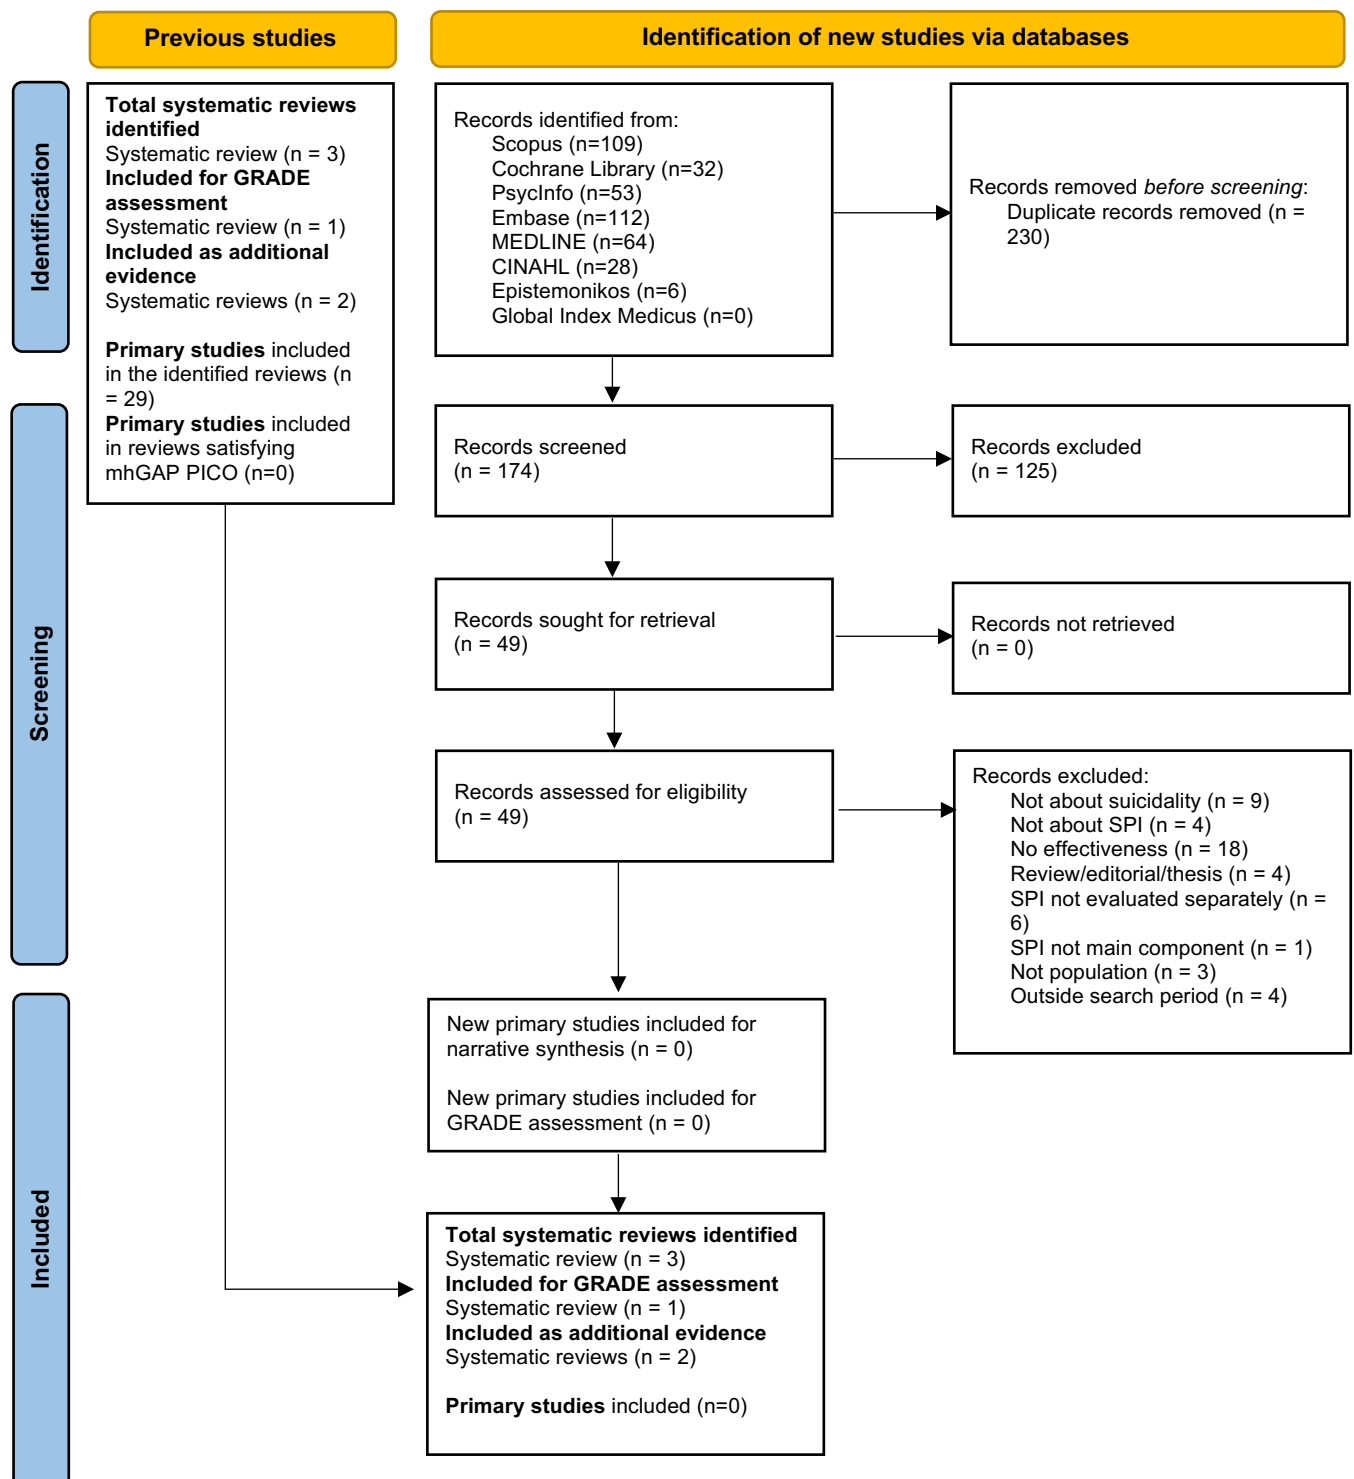 Previous studies
Identification of new studies via databases
Identification
Total systematic reviews
identified
Systematic review (n = 3)
Included for GRADE
assessment
Systematic review (n = 1)
Included as additional
evidence
Systematic reviews (n = 2)
Primary studies included
in the identified reviews (n
= 29)
Primary studies included
in reviews satisfying
mhGAP PICO (n=0)
Records identified from:
Scopus (n=109)
Cochrane Library (n=32)
PsycInfo (n=53)
Embase (n=112)
MEDLINE (n=64)
CINAHL (n=28)
Epistemonikos (n=6)
Global Index Medicus (n=0)
Records removed before screening:
Duplicate records removed (n =
230)
Screening
Records screened
(n = 174)
Records excluded
(n = 125)
Records sought for retrieval
(n = 49)
Records not retrieved
(n = 0)
Records assessed for eligibility
(n = 49)
Records excluded:
Not about suicidality (n = 9)
Not about SPI (n = 4)
No effectiveness (n = 18)
Review/editorial/thesis (n = 4)
SPI not evaluated separately (n =
6)
SPI not main component (n = 1)
Not population (n = 3)
Outside search period (n = 4)
Included
New primary studies included for
narrative synthesis (n = 0)
New primary studies included for
GRADE assessment (n = 0)
Total systematic reviews identified
Systematic review (n = 3)
Included for GRADE assessment
Systematic review (n = 1)
Included as additional evidence
Systematic reviews (n = 2)
Primary studies included (n=0)